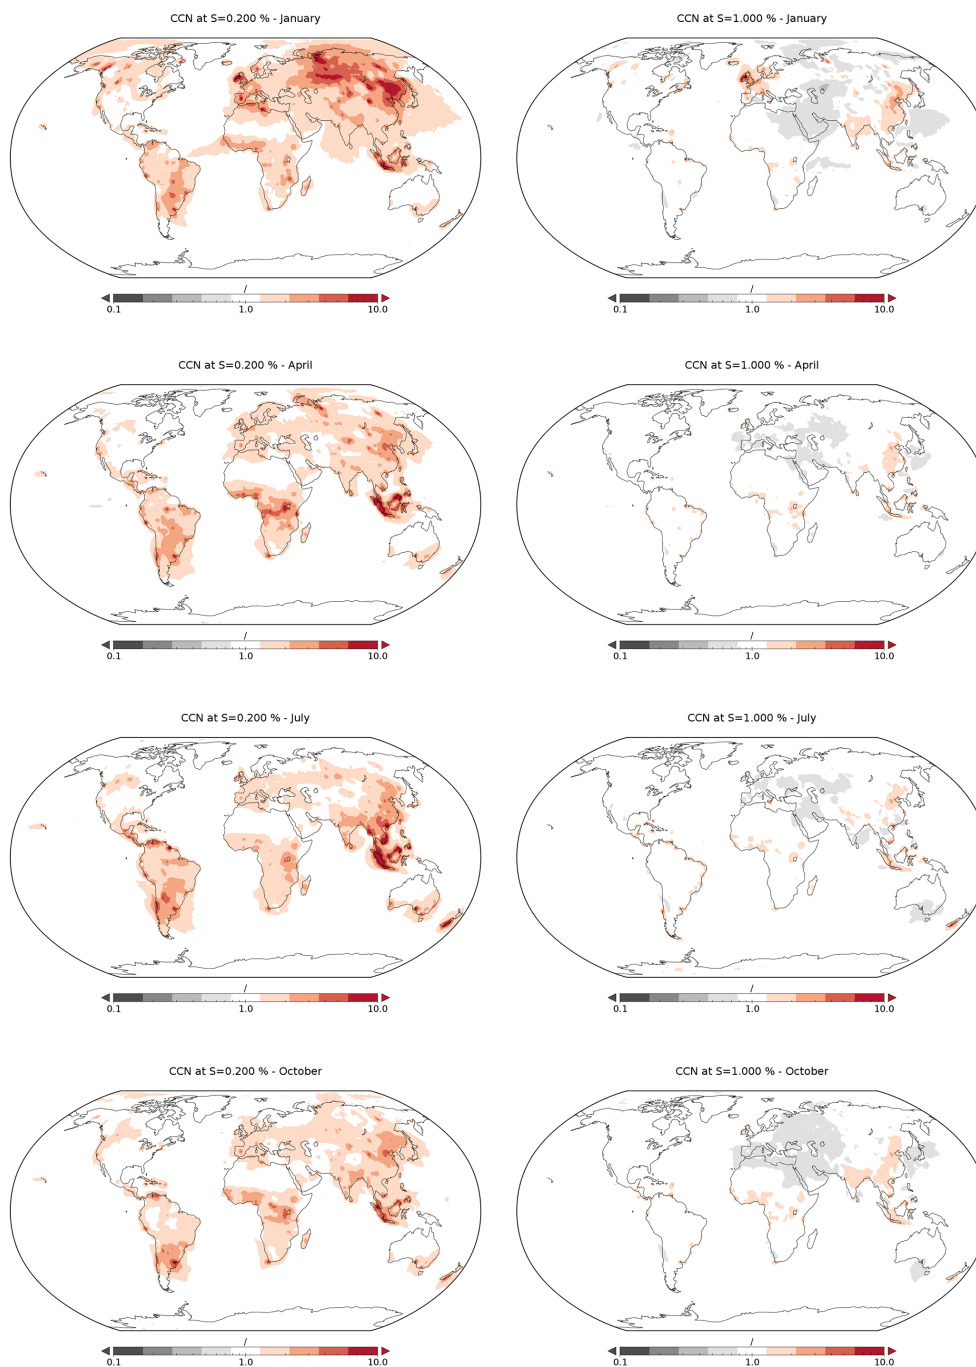 CCN at S=0.200 % - January
CCN at S=1.000 % - January
/
/
0.1 1.0 10.0
0.1 1.0 10.0
CCN at S=0.200 % - April
CCN at S=1.000 % - April
/
/
0.1 1.0 10.0
0.1 1.0 10.0
CCN at S=0.200 % - July
CCN at S=1.000 % - July
/
/
0.1 1.0 10.0
0.1 1.0 10.0
CCN at S=0.200 % - October
CCN at S=1.000 % - October
/
/
0.1 1.0 10.0
0.1 1.0 10.0